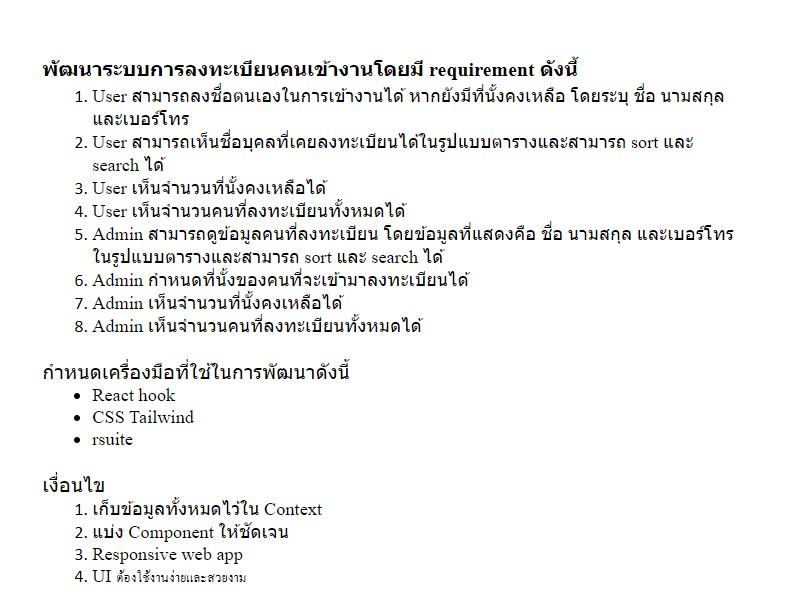 พัฒนาระบบการลงทะเบียนคนเข้างานโดยมี requirement ดังนี้
1. User สามารถลงชื่อตนเองในการเข้างานได้ หากยังมีที่นั้งคงเหลือ โดยระบุ ชื่อ นามสกุล
และเบอร์โทร
2. User สามารถเห็นชื่อบุคลที่เคยลงทะเบียนได้ในรูปแบบตารางและสามารถ sort และ
search ได้
3. User เห็นจำนวนที่นั้งคงเหลือได้
4. User เห็นจำนวนคนที่ลงทะเบียนทั้งหมดได้
5. Admin สามารถดูข้อมูลคนที่ลงทะเบียน โดยข้อมูลที่แสดงคือ ชื่อ นามสกุล และเบอร์โทร
ในรูปแบบตารางและสามารถ sort และ search ได้
6. Admin กำหนดที่นั้งของคนที่จะเข้ามาลงทะเบียนได้
7. Admin เห็นจำนวนที่นั้งคงเหลือได้
8. Admin เห็นจำนวนคนที่ลงทะเบียนทั้งหมดได้
กำหนดเครื่องมือที่ใช้ในการพัฒนาดังนี้
• React hook
• CSS Tailwind
• rsuite
เงื่อนไข
1. เก็บข้อมูลทั้งหมดไว้ใน Context
2. แบ่ง Component ให้ชัดเจน
3. Responsive web app
4. UI ต้องใช้งานง่ายและสวยงาม